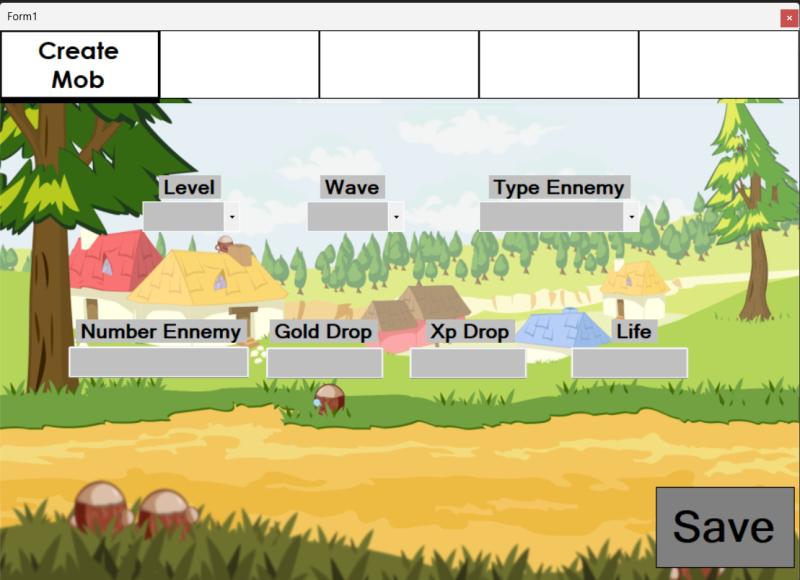 Form1
Create
Mob
Level
Wave
Type Ennemy
Number Ennemy
Gold Drop
Xp Drop
Life
Save